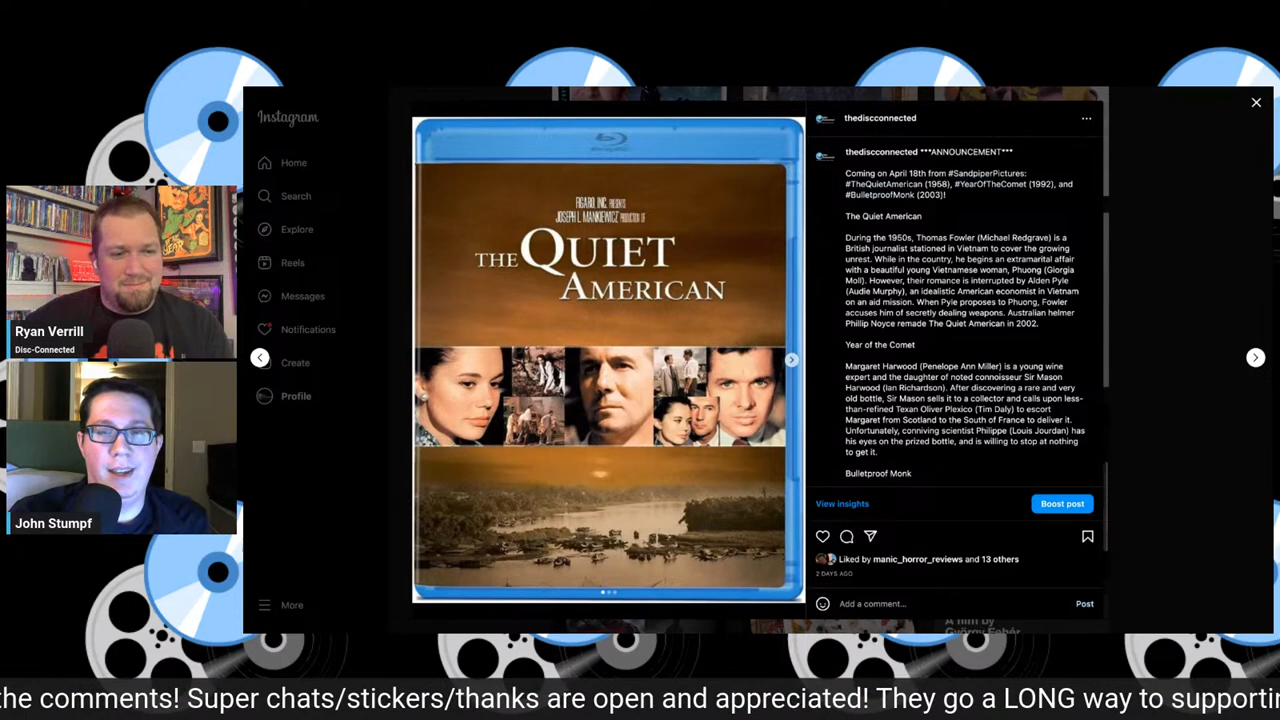 Instagram
Home
Search
Explore
Reels
Messages
Notifications
Create
Profile
More
Ryan Verrill
Disc-Connected
John Stumpf
FIGARO, INC. PRESENTS
JOSEPH L. MANKIEWICZ' PRODUCTION OF
THE QUIET
AMERICAN
thediscconnected
thediscconnected ***ANNOUNCEMENT***
Coming on April 18th from #SandpiperPictures:
#TheQuietAmerican (1958), #YearOfTheComet (1992), and
#BulletproofMonk (2003)!
The Quiet American
During the 1950s, Thomas Fowler (Michael Redgrave) is a
British journalist stationed in Vietnam to cover the growing
unrest. While in the country, he begins an extramarital affair
with a beautiful young Vietnamese woman, Phuong (Giorgia
Moll). However, their romance is interrupted by Alden Pyle
(Audie Murphy), an idealistic American economist in Vietnam
on an aid mission. When Pyle proposes to Phuong, Fowler
accuses him of secretly dealing weapons. Australian helmer
Phillip Noyce remade The Quiet American in 2002.
Year of the Comet
Margaret Harwood (Penelope Ann Miller) is a young wine
expert and the daughter of noted connoisseur Sir Mason
Harwood (Ian Richardson). After discovering a rare and very
old bottle, Sir Mason sells it to a collector and calls upon less-
than-refined Texan Oliver Plexico (Tim Daly) to escort
Margaret from Scotland to the South of France to deliver it.
Unfortunately, conniving scientist Philippe (Louis Jourdan) has
his eyes on the prized bottle, and is willing to stop at nothing
to get it.
Bulletproof Monk
View insights
Boost post
Liked by manic_horror_reviews and 13 others
2 DAYS AGO
Add a comment...
Post
A film by
György Fehér
the comments! Super chats/stickers/thanks are open and appreciated! They go a LONG way to supporti